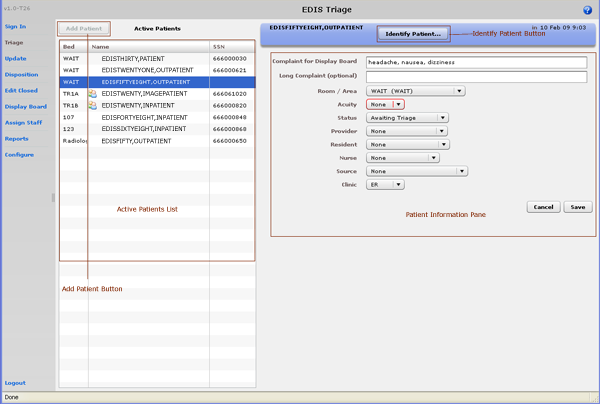 v1.0-T26
EDIS Triage
?
Sign In
Triage
Update
Disposition
Edit Closed
Display Board
Assign Staff
Reports
Configure
Logout
Add Patient
Active Patients
Bed Name SSN
WAIT EDISTHIRTY,PATIENT 666000030
WAIT EDISTWENTYONE,OUTPATIENT 666000621
WAIT EDISFIFTYEIGHT,OUTPATIENT
TR1A EDISTWENTY,IMAGEPATIENT 666061020
TR1B EDISTWENTY,INPATIENT 666000820
107 EDISFORTYEIGHT,INPATIENT 666000848
123 EDISSIXTYEIGHT,INPATIENT 666000868
Radiolog EDISFIFTY,OUTPATIENT 666000650
Active Patients List
Add Patient Button
EDISFIFTYEIGHT,OUTPATIENT
Identify Patient...
in 10 Feb 09 9:03
Identify Patient Button
Complaint for Display Board headache, nausea, dizziness
Long Complaint (optional)
Room / Area WAIT (WAIT)
Acuity None
Status Awaiting Triage
Provider None
Resident None
Nurse None
Source None
Clinic ER
Cancel Save
Patient Information Pane
Done